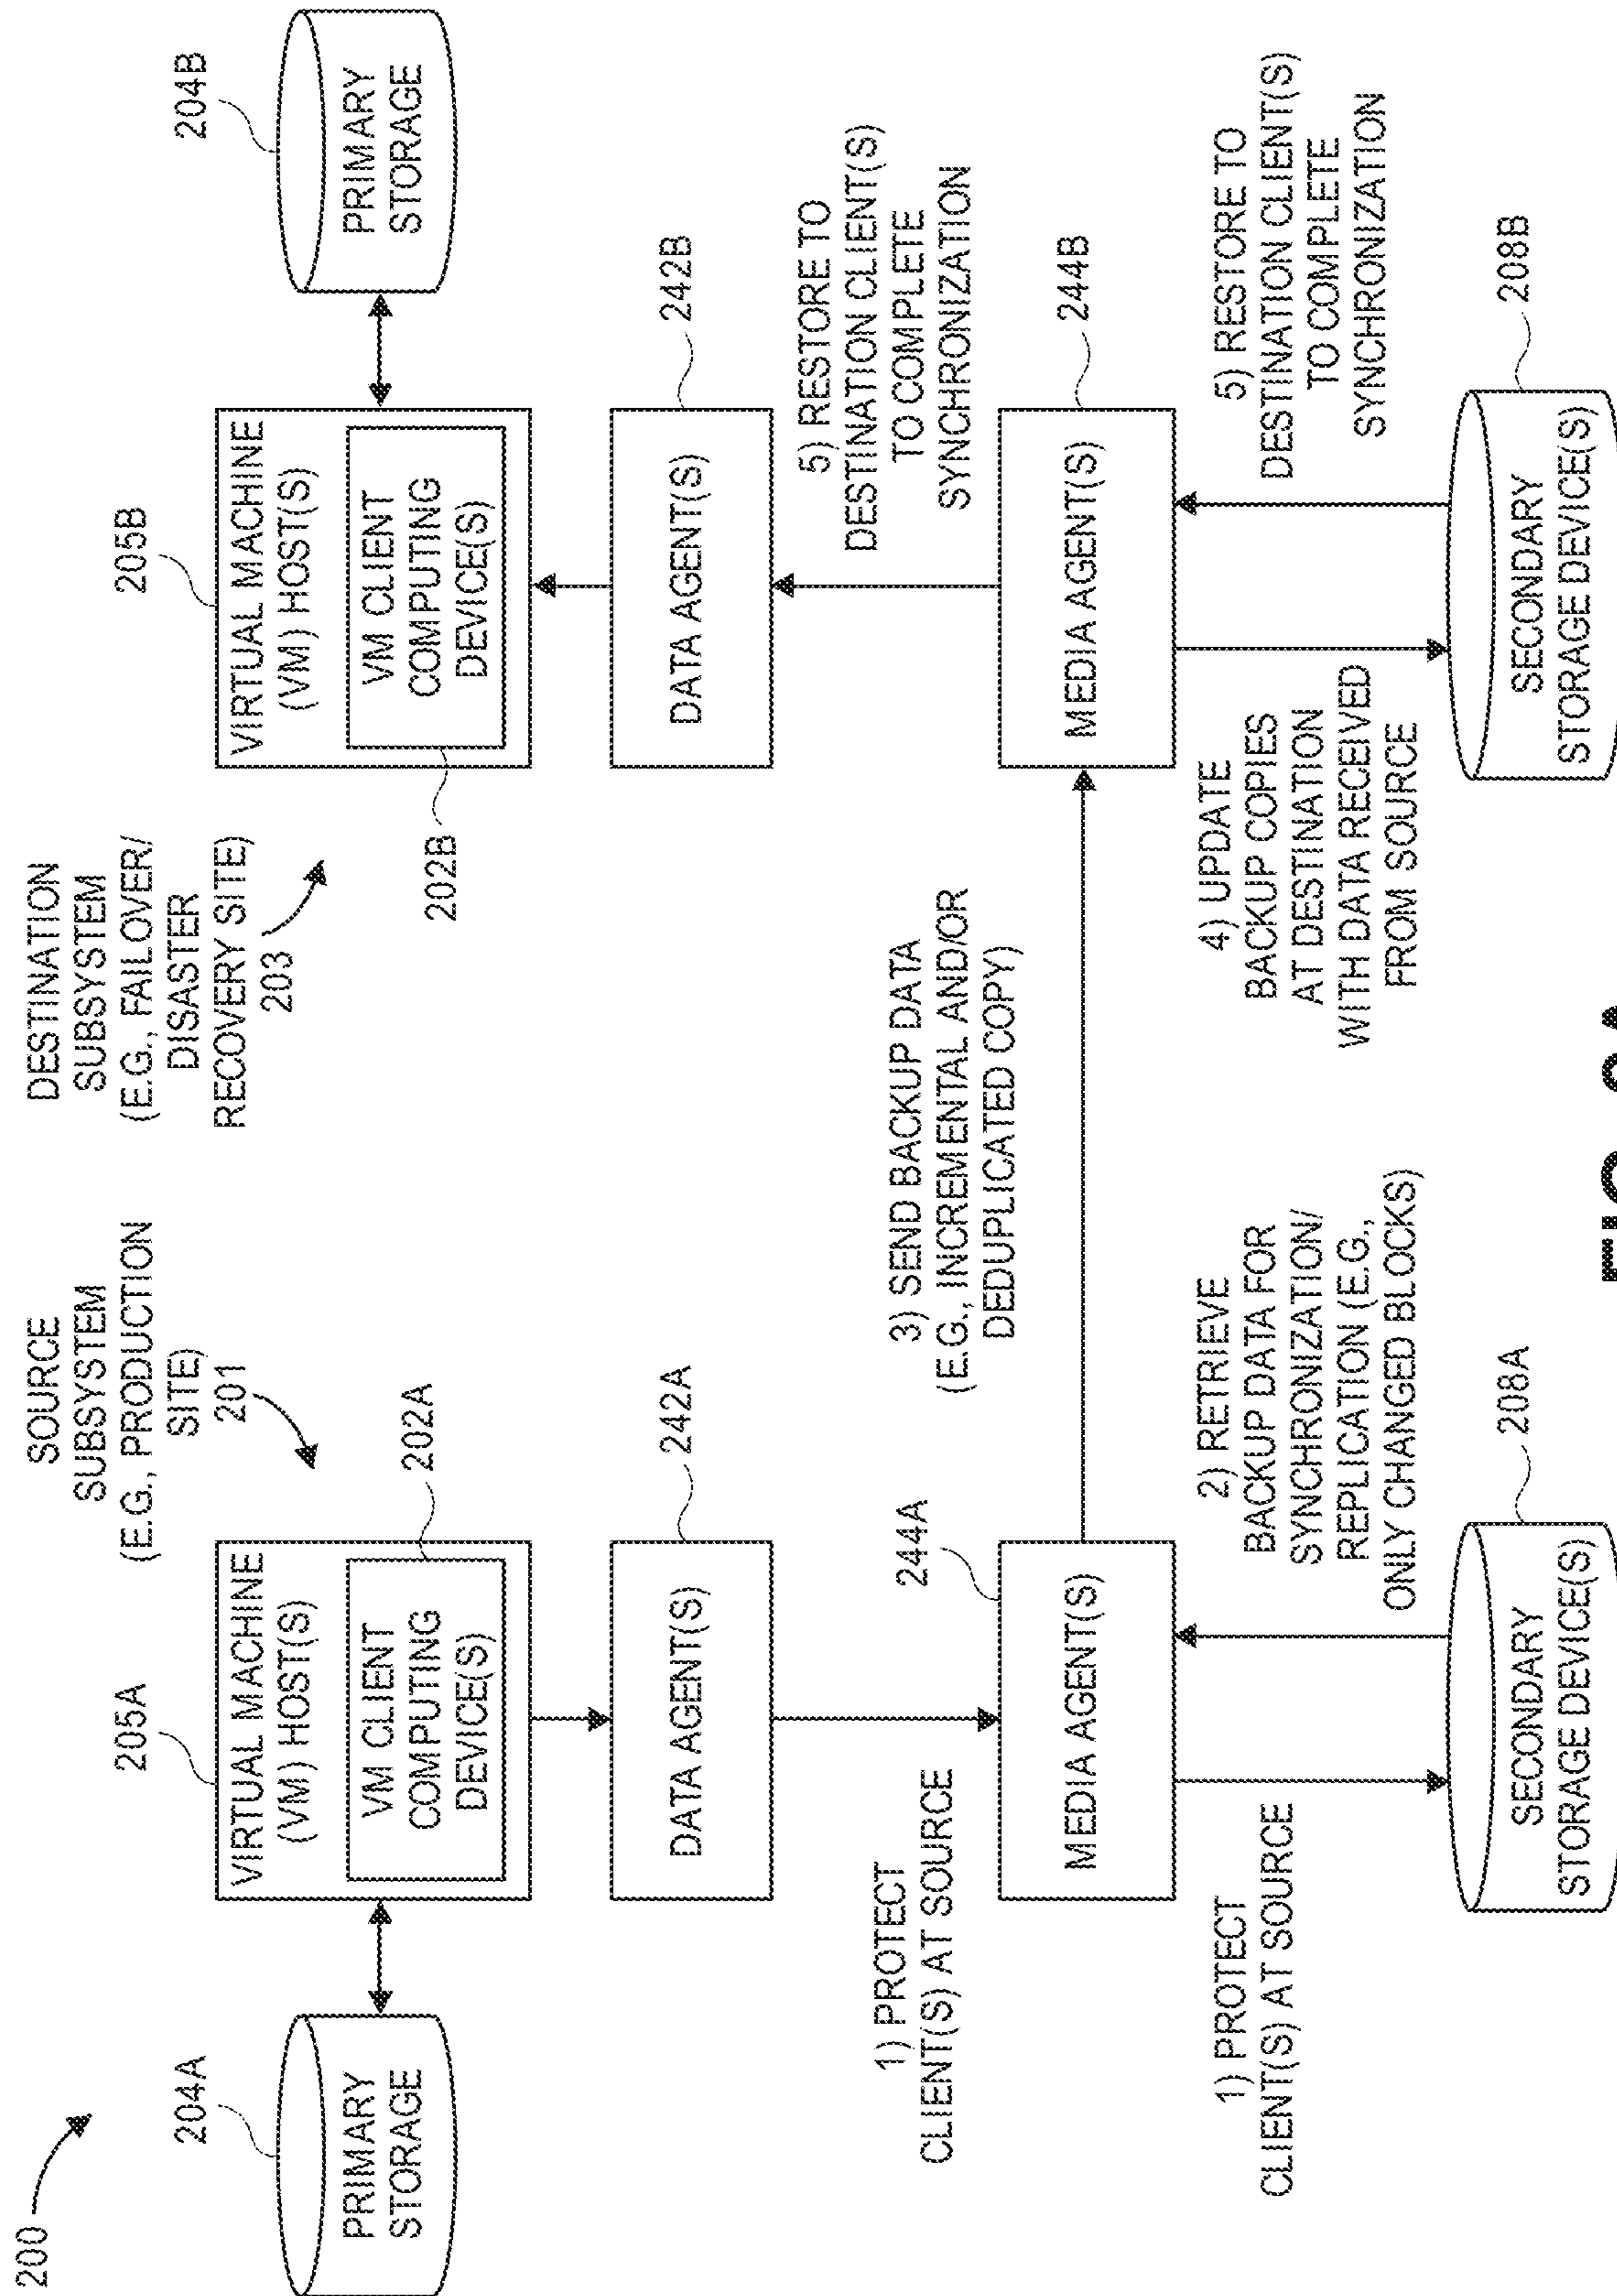 200
SOURCE
SUBSYSTEM
(E.G., PRODUCTION
SITE)
201
DESTINATION
SUBSYSTEM
(E.G., FAILOVER/
DISASTER
RECOVERY SITE)
203
204A
PRIMARY
STORAGE
205A
VIRTUAL MACHINE
(VM) HOST(S)
VM CLIENT
COMPUTING
DEVICE(S)
202A
202B
205B
VIRTUAL MACHINE
(VM) HOST(S)
VM CLIENT
COMPUTING
DEVICE(S)
204B
PRIMARY
STORAGE
DATA AGENT(S)
242A
DATA AGENT(S)
242B
1) PROTECT
CLIENT(S) AT SOURCE
244A
MEDIA AGENT(S)
3) SEND BACKUP DATA
(E.G., INCREMENTAL AND/OR
DEDUPLICATED COPY)
5) RESTORE TO
DESTINATION CLIENT(S)
TO COMPLETE
SYNCHRONIZATION
MEDIA AGENT(S)
244B
1) PROTECT
CLIENT(S) AT SOURCE
2) RETRIEVE
BACKUP DATA FOR
SYNCHRONIZATION/
REPLICATION (E.G.,
ONLY CHANGED BLOCKS)
4) UPDATE
BACKUP COPIES
AT DESTINATION
WITH DATA RECEIVED
FROM SOURCE
5) RESTORE TO
DESTINATION CLIENT(S)
TO COMPLETE
SYNCHRONIZATION
SECONDARY
STORAGE DEVICE(S)
208A
SECONDARY
STORAGE DEVICE(S)
208B